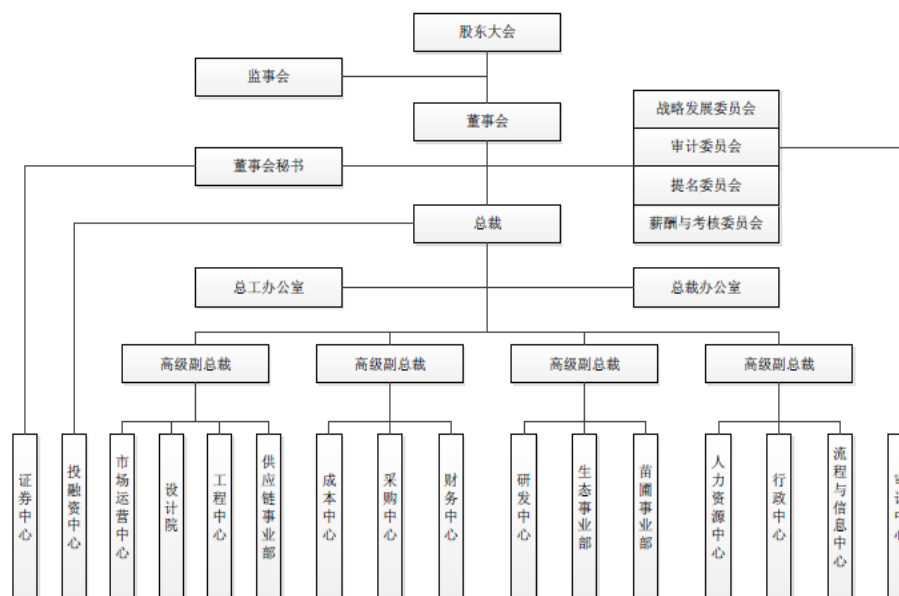 股东大会
监事会
董事会
战略发展委员会
审计委员会
董事会秘书
提名委员会
总裁
薪酬与考核委员会
总工办公室
总裁办公室
高级副总裁
高级副总裁
高级副总裁
高级副总裁
证券中心
投融资中心
市场运营中心
设计院
工程中心
供应链事业部
成本中心
采购中心
财务中心
研发中心
生态事业部
苗圃事业部
人力资源中心
行政中心
流程与信息中心